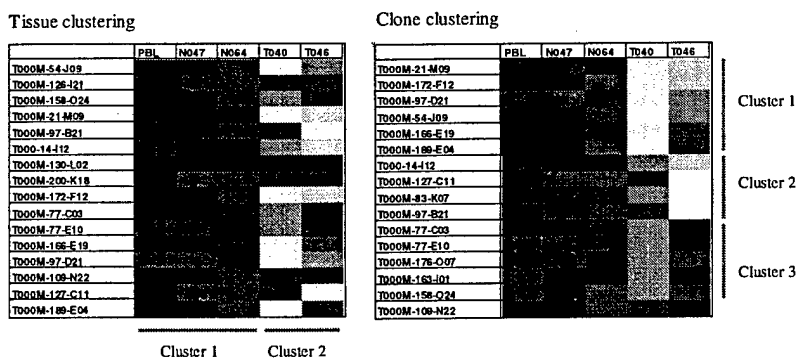 Tissue clustering
PBL N047 N064 T040 T046
T000M-54-J09
T000M-126-I21
T000M-158-O24
T000M-21-M09
T000M-97-B21
T000-14-I12
T000M-130-L02
T000M-200-K18
T000M-172-F12
T000M-77-C03
T000M-77-E10
T000M-166-E19
T000M-97-D21
T000M-109-N22
T000M-127-C11
T000M-189-E04
Cluster 1 Cluster 2
Clone clustering
PBL N047 N064 T040 T046
T000M-21-M09
T000M-172-F12
T000M-97-D21
T000M-54-J09
T000M-166-E19
T000M-189-E04
T000-14-I12
T000M-127-C11
T000M-83-K07
T000M-97-B21
T000M-77-C03
T000M-77-E10
T000M-176-O07
T000M-163-I01
T000M-158-O24
T000M-109-N22
Cluster 1
Cluster 2
Cluster 3